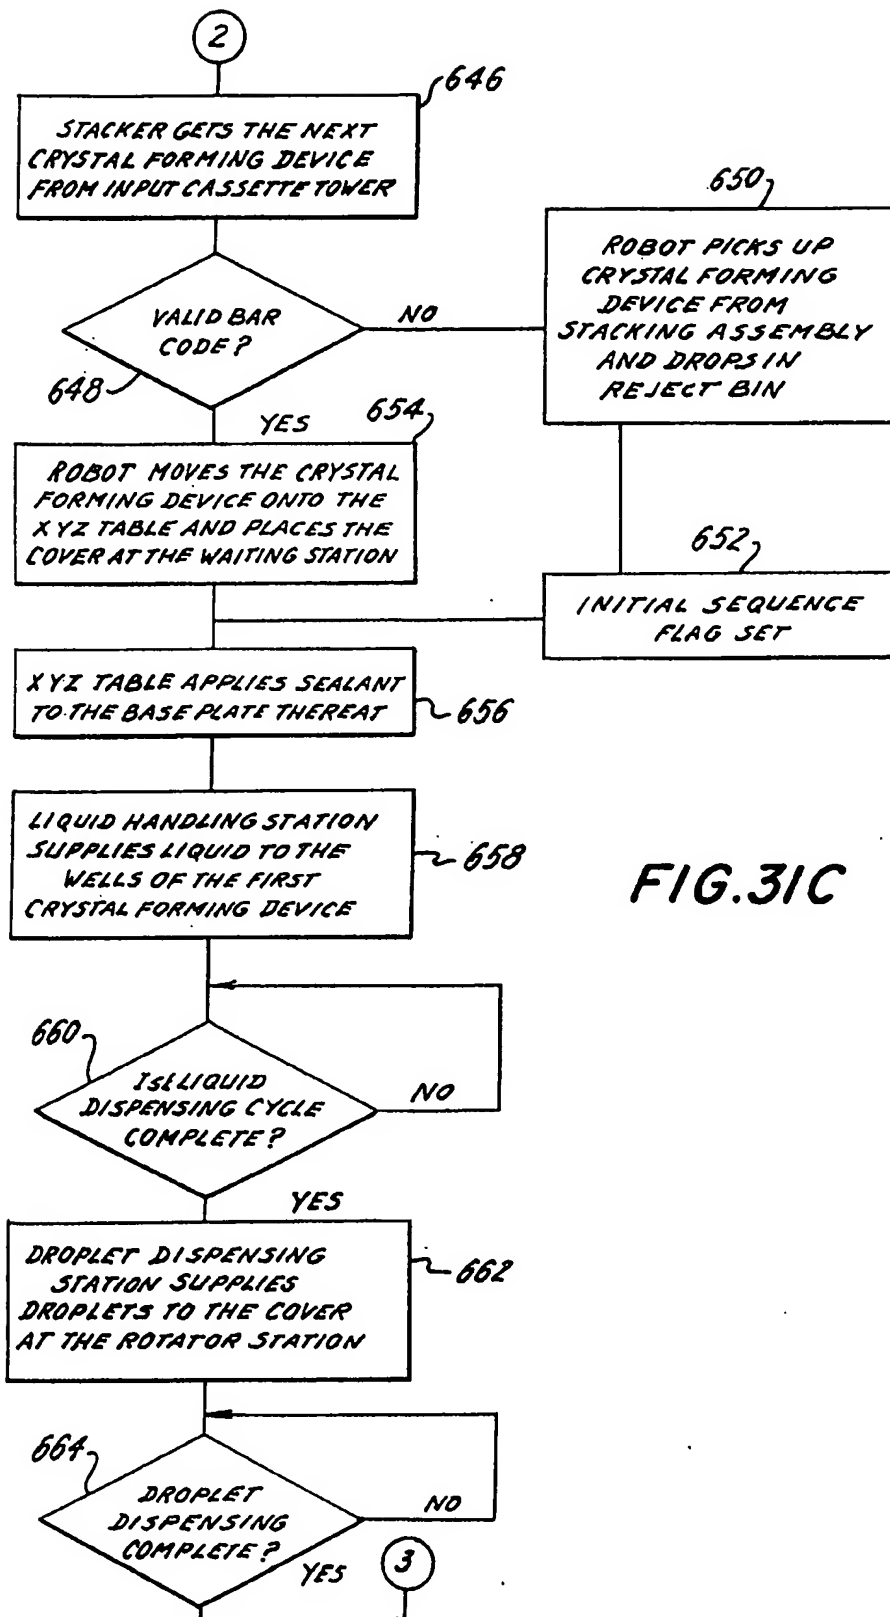 2
646
STACKER GETS THE NEXT
CRYSTAL FORMING DEVICE
FROM INPUT CASSETTE TOWER
650
ROBOT PICKS UP
CRYSTAL FORMING
DEVICE FROM
STACKING ASSEMBLY
AND DROPS IN
REJECT BIN
VALID BAR
CODE?
NO
648
YES
654
ROBOT MOVES THE CRYSTAL
FORMING DEVICE ONTO THE
XYZ TABLE AND PLACES THE
COVER AT THE WAITING STATION
652
INITIAL SEQUENCE
FLAG SET
XYZ TABLE APPLIES SEALANT
TO THE BASE PLATE THEREAT
656
LIQUID HANDLING STATION
SUPPLIES LIQUID TO THE
WELLS OF THE FIRST
CRYSTAL FORMING DEVICE
658
FIG.31C
660
1st LIQUID
DISPENSING CYCLE
COMPLETE?
NO
YES
DROPLET DISPENSING
STATION SUPPLIES
DROPLETS TO THE COVER
AT THE ROTATOR STATION
662
664
DROPLET
DISPENSING
COMPLETE?
NO
YES
3